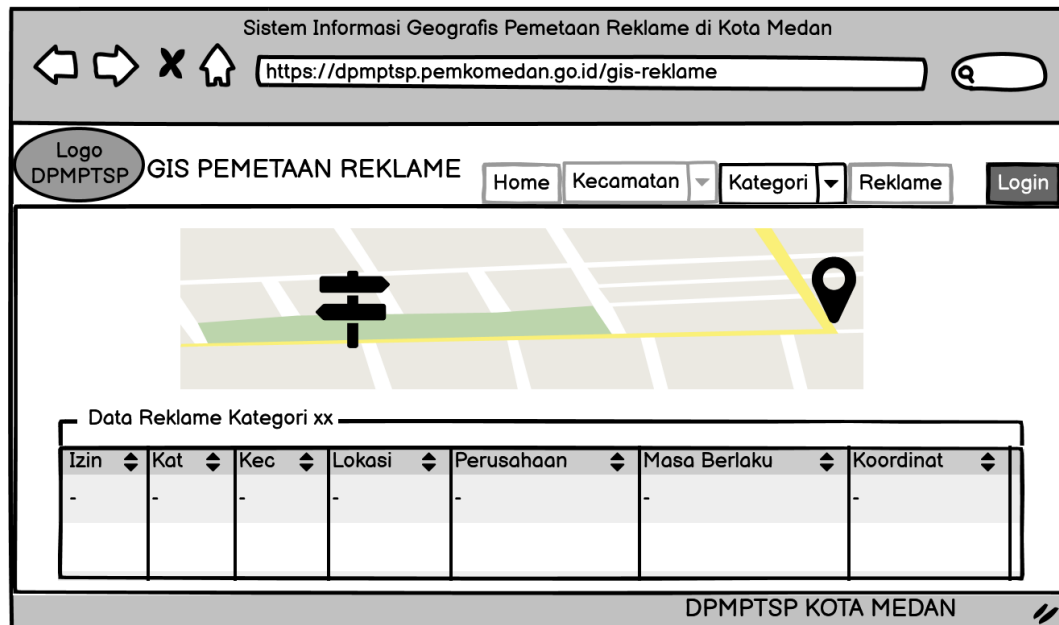 Sistem Informasi Geografis Pemetaan Reklame di Kota Medan
https://dpmptsp.pemkomedan.go.id/gis-reklame
Logo
DPMPTSP
GIS PEMETAAN REKLAME
Home Kecamatan Kategori Reklame Login
Data Reklame Kategori xx
Izin Kat Kec Lokasi Perusahaan Masa Berlaku Koordinat
- - - - - - -
DPMPTSP KOTA MEDAN